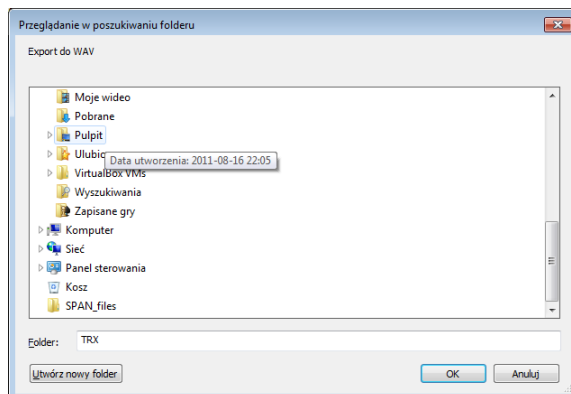 Przeglądanie w poszukiwaniu folderu
Export do WAV
Moje wideo
Pobrane
Pulpit
Ulubio
Data utworzenia: 2011-08-16 22:05
VirtualBox VMs
Wyszukiwania
Zapisane gry
Komputer
Sieć
Panel sterowania
Kosz
SPAN_files
Folder: TRX
Utwórz nowy folder OK Anuluj